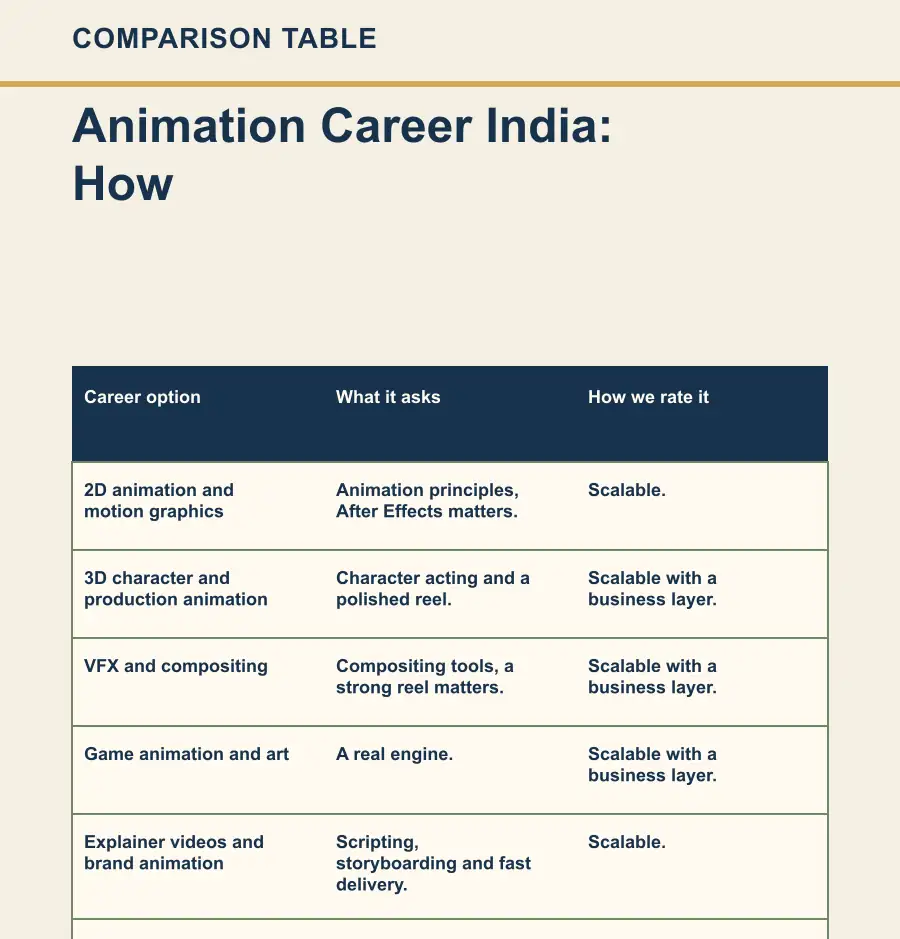 COMPARISON TABLE
Animation Career India:
How
Career option
What it asks
How we rate it
2D animation and
motion graphics
Animation principles,
After Effects matters.
Scalable.
3D character and
production animation
Character acting and a
polished reel.
Scalable with a
business layer.
VFX and compositing
Compositing tools, a
strong reel matters.
Scalable with a
business layer.
Game animation and art
A real engine.
Scalable with a
business layer.
Explainer videos and
brand animation
Scripting,
storyboarding and fast
delivery.
Scalable.